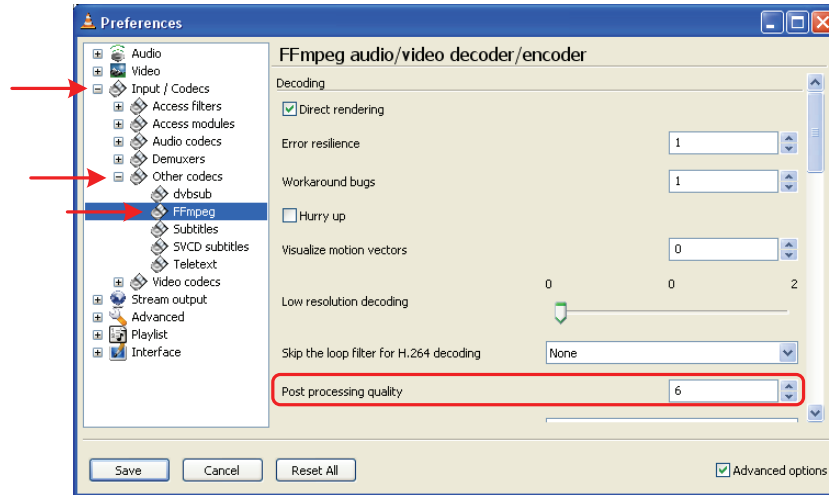 Preferences
Audio
Video
Input / Codecs
Access filters
Access modules
Audio codecs
Demuxers
Other codecs
dvbsub
FFmpeg
Subtitles
SVCD subtitles
Teletext
Video codecs
Stream output
Advanced
Playlist
Interface
FFmpeg audio/video decoder/encoder
Decoding
Direct rendering
Error resilience 1
Workaround bugs 1
Hurry up
Visualize motion vectors 0
0 0 2
Low resolution decoding
Skip the loop filter for H.264 decoding None
Post processing quality 6
Save Cancel Reset All Advanced options